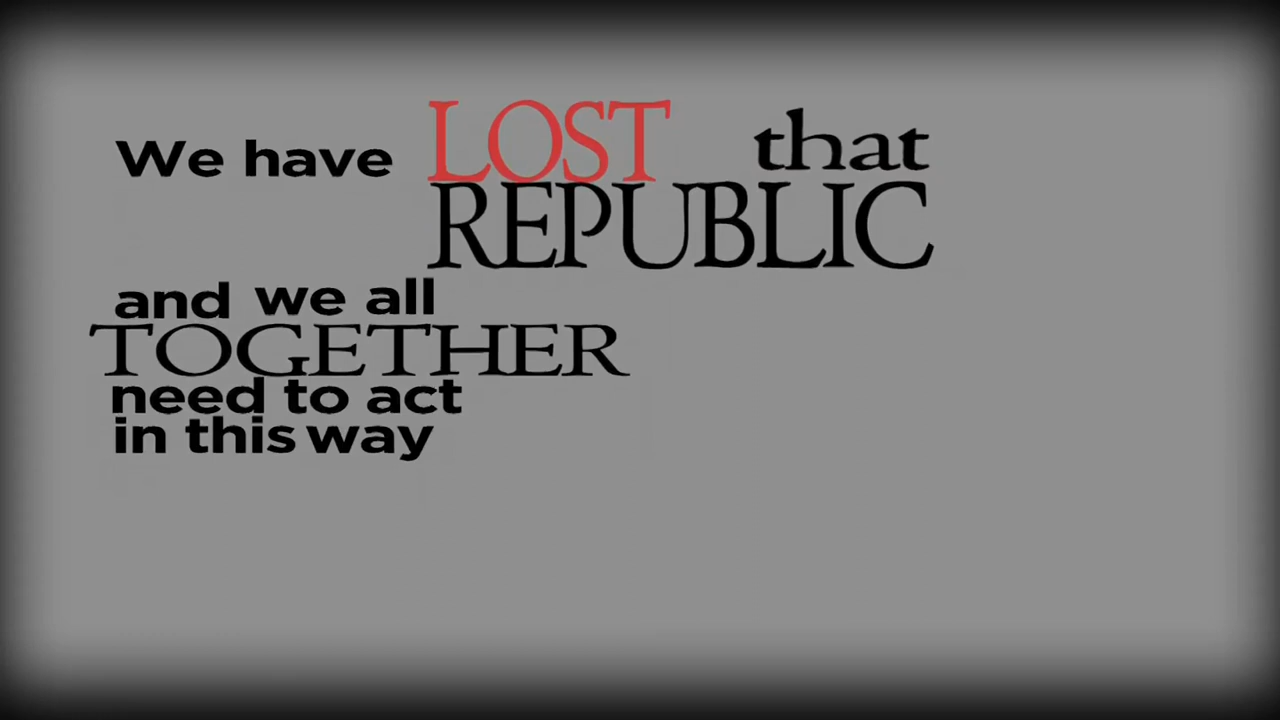 We have LOST that
REPUBLIC
and we all
TOGETHER
need to act
in this way